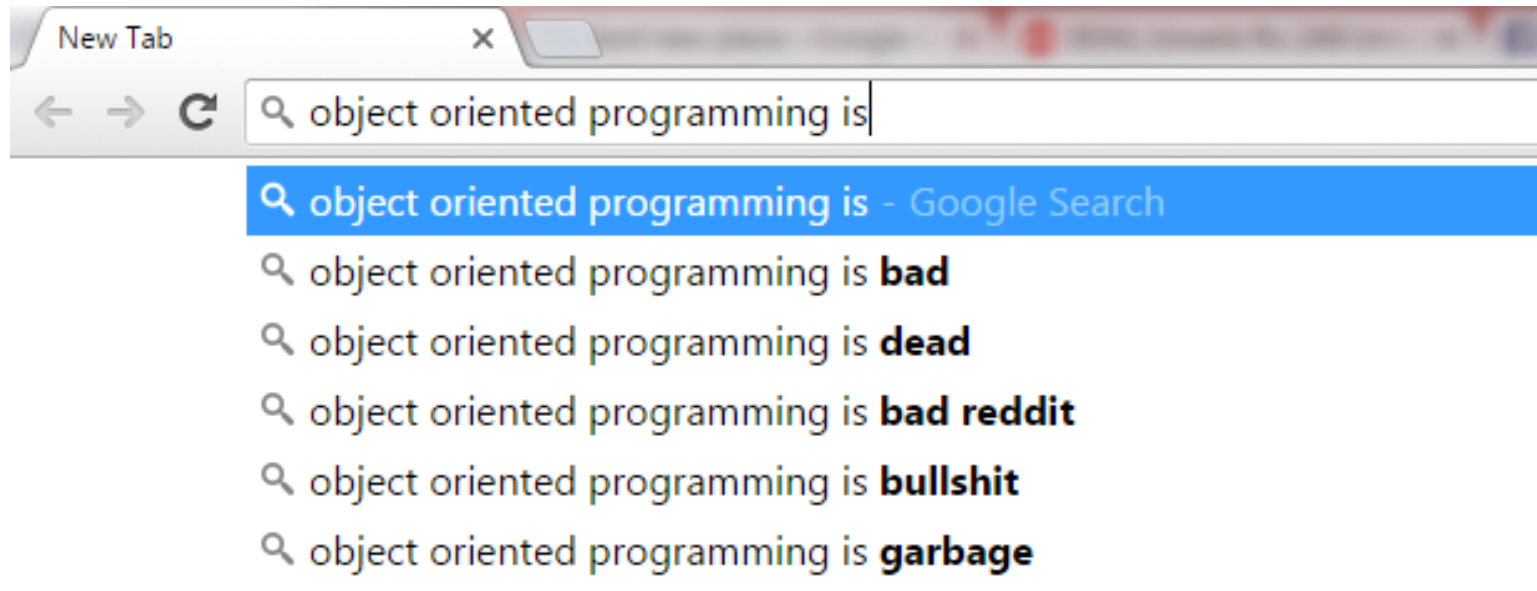 New Tab
object oriented programming is
object oriented programming is - Google Search
object oriented programming is bad
object oriented programming is dead
object oriented programming is bad reddit
object oriented programming is bullshit
object oriented programming is garbage